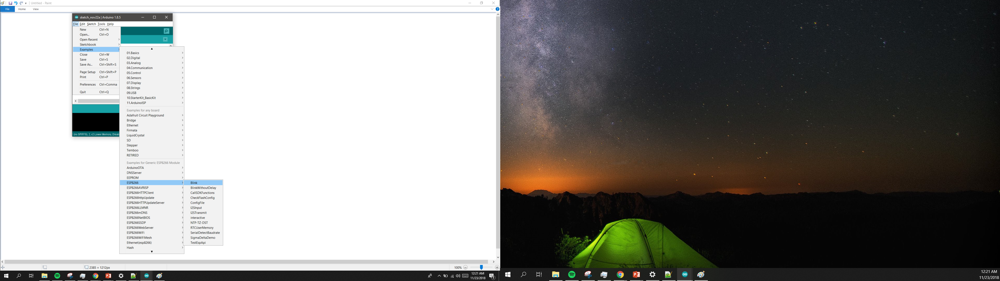 Untitled - Paint
File Home View
sketch_nov22a | Arduino 1.8.5
File Edit Sketch Tools Help
New Ctrl+N
Open... Ctrl+O
Open Recent
Sketchbook
Examples
Close Ctrl+W
Save Ctrl+S
Save As... Ctrl+Shift+S
Page Setup Ctrl+Shift+P
Print Ctrl+P
Preferences Ctrl+Comma
Quit Ctrl+Q
(no SPIFFS), 2, v2 Lower Memory, Disab
01.Basics
02.Digital
03.Analog
04.Communication
05.Control
06.Sensors
07.Display
08.Strings
09.USB
10.StarterKit_BasicKit
11.ArduinoISP
Examples for any board
Adafruit Circuit Playground
Bridge
Ethernet
Firmata
LiquidCrystal
SD
Stepper
Temboo
RETIRED
Examples for Generic ESP8266 Module
ArduinoOTA
DNSServer
EEPROM
ESP8266
ESP8266AVRISP
ESP8266HTTPClient
ESP8266httpUpdate
ESP8266HTTPUpdateServer
ESP8266LLMNR
ESP8266mDNS
ESP8266NetBIOS
ESP8266SSDP
ESP8266WebServer
ESP8266WiFi
ESP8266WiFiMesh
Ethernet(esp8266)
Hash
Blink
BlinkWithoutDelay
CallSDKFunctions
CheckFlashConfig
ConfigFile
I2SInput
I2STransmit
interactive
NTP-TZ-DST
RTCUserMemory
SerialDetectBaudrate
SigmaDeltaDemo
TestEspApi
2385 × 1212px
100%
12:21 AM
11/23/2018
12:21 AM
11/23/2018